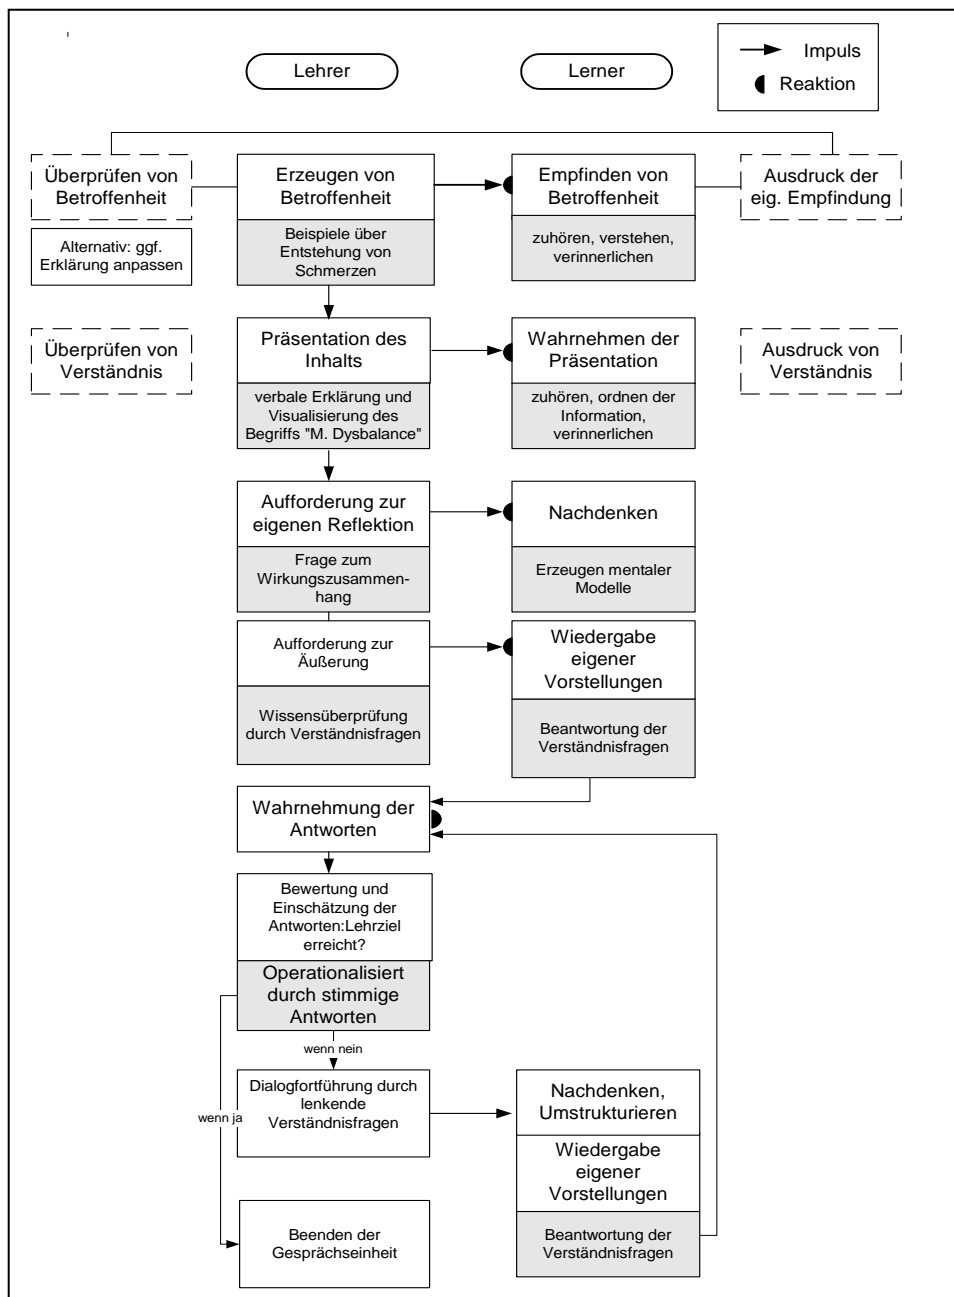 Lehrer
Lerner
Impuls
Reaktion
Überprüfen von
Betroffenheit
Erzeugen von
Betroffenheit
Empfinden von
Betroffenheit
Ausdruck der
eig. Empfindung
Alternativ: ggf.
Erklärung anpassen
Beispiele über
Entstehung von
Schmerzen
zuhören, verstehen,
verinnerlichen
Überprüfen von
Verständnis
Präsentation des
Inhalts
Wahrnehmen der
Präsentation
Ausdruck von
Verständnis
verbale Erklärung und
Visualisierung des
Begriffs "M. Dysbalance"
zuhören, ordnen der
Information,
verinnerlichen
Aufforderung zur
eigenen Reflektion
Nachdenken
Frage zum
Wirkungszusammen-
hang
Erzeugen mentaler
Modelle
Aufforderung zur
Äußerung
Wiedergabe
eigener
Vorstellungen
Wissensüberprüfung
durch Verständnisfragen
Beantwortung der
Verständnisfragen
Wahrnehmung der
Antworten
Bewertung und
Einschätzung der
Antworten:Lehrziel
erreicht?
Operationalisiert
durch stimmige
Antworten
wenn nein
Dialogfortführung durch
lenkende
Verständnisfragen
wenn ja
Nachdenken,
Umstrukturieren
Wiedergabe
eigener
Vorstellungen
Beantwortung der
Verständnisfragen
Beenden der
Gesprächseinheit